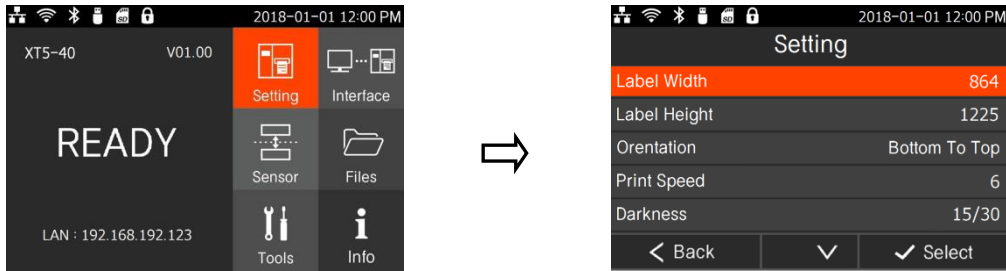 2018-01-01 12:00 PM
XT5-40 V01.00
READY
LAN : 192.168.192.123
Setting Interface
Sensor Files
Tools Info
2018-01-01 12:00 PM
Setting
Label Width 864
Label Height 1225
Orentation Bottom To Top
Print Speed 6
Darkness 15/30
Back Select